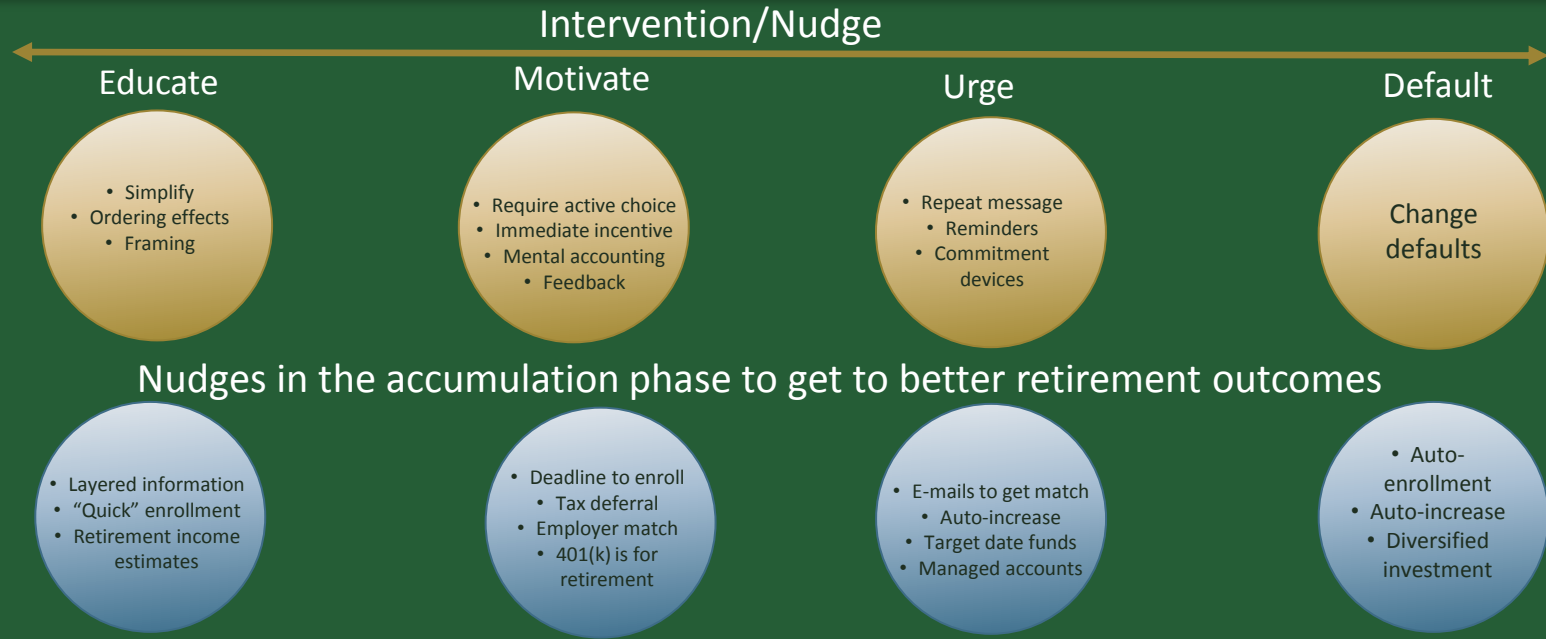 Intervention/Nudge
Educate
Motivate
Urge
Default
• Simplify
• Ordering effects
• Framing
• Require active choice
• Immediate incentive
• Mental accounting
• Feedback
• Repeat message
• Reminders
• Commitment
devices
Change
defaults
Nudges in the accumulation phase to get to better retirement outcomes
• Layered information
• “Quick” enrollment
• Retirement income
estimates
• Deadline to enroll
• Tax deferral
• Employer match
• 401(k) is for
retirement
• E-mails to get match
• Auto-increase
• Target date funds
• Managed accounts
• Auto-
enrollment
• Auto-increase
• Diversified
investment